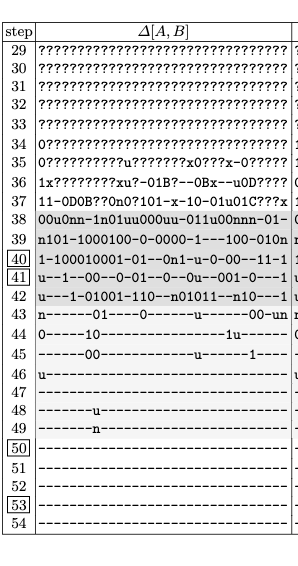 step Δ[A, B]
29 ????????????????????????????????
30 ????????????????????????????????
31 ????????????????????????????????
32 ????????????????????????????????
33 ????????????????????????????????
34 0???????????????????????????????
35 0??????????u???????x0???x-0?????
36 1x????????xu?-01B?--0Bx--u0D????
37 11-0D0B??0n0?101-x-10-01u01C???x
38 00u0nn-1n01uu000uu-011u00nnn-01-
39 n101-1000100-0-0000-1---100-010n
40 1-100010001-01--0n1-u-0-00--11-1
41 u--1--00--0-01--0--0u--001-0---1
42 u---1-01001-110--n01011--n10---1
43 n------01----0------u------00-un
44 0-----10----------------1u------
45 ------00------------u------1----
46 u-------------------------------
47 --------------------------------
48 -------u------------------------
49 -------n------------------------
50 --------------------------------
51 --------------------------------
52 --------------------------------
53 --------------------------------
54 --------------------------------